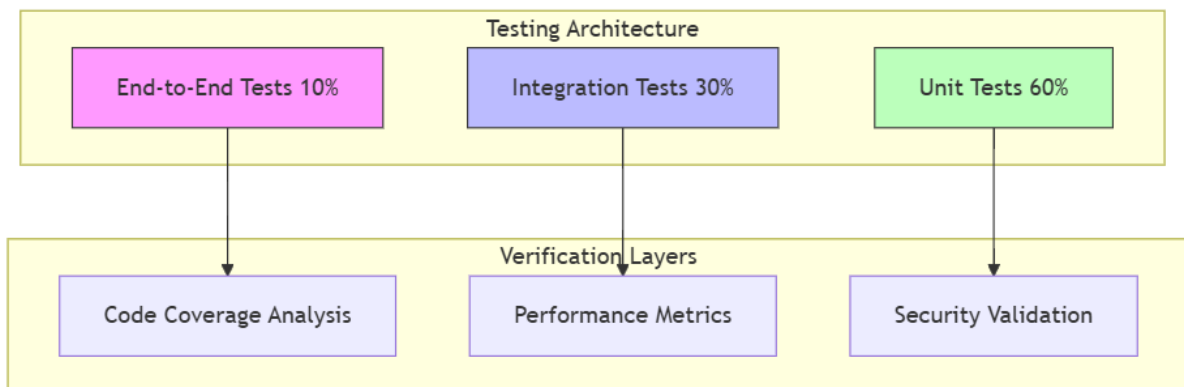 Testing Architecture
End-to-End Tests 10%
Integration Tests 30%
Unit Tests 60%
Verification Layers
Code Coverage Analysis
Performance Metrics
Security Validation